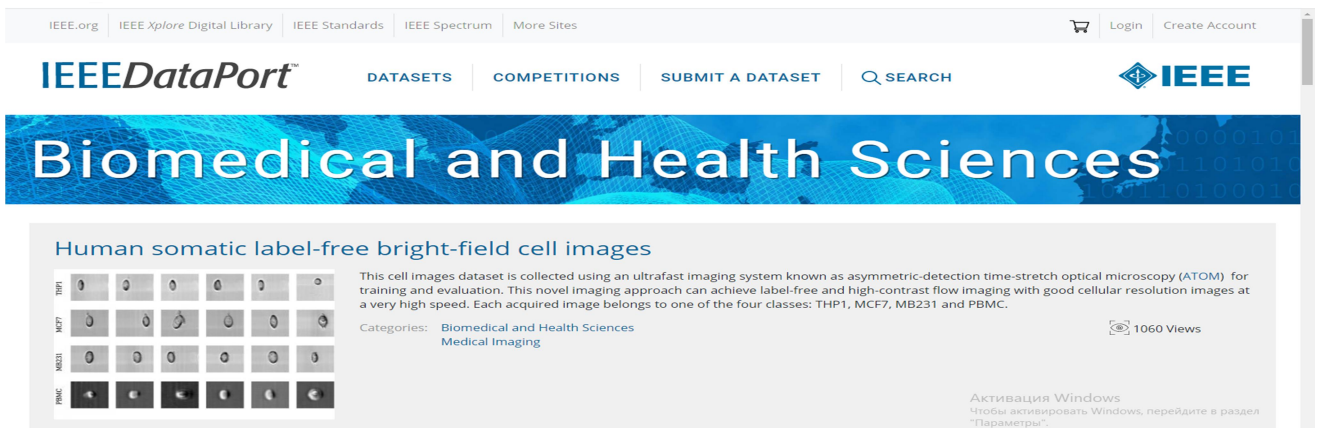 IEEE.org IEEE Xplore Digital Library IEEE Standards IEEE Spectrum More Sites Login Create Account
IEEEDataPort™ DATASETS COMPETITIONS SUBMIT A DATASET SEARCH IEEE
Biomedical and Health Sciences
0000101
1101010
10100010
Human somatic label-free bright-field cell images
THP1
MCF7
MB231
PBMC
This cell images dataset is collected using an ultrafast imaging system known as asymmetric-detection time-stretch optical microscopy (ATOM) for
training and evaluation. This novel imaging approach can achieve label-free and high-contrast flow imaging with good cellular resolution images at
a very high speed. Each acquired image belongs to one of the four classes: THP1, MCF7, MB231 and PBMC.
Categories: Biomedical and Health Sciences
Medical Imaging
1060 Views
Активация Windows
Чтобы активировать Windows, перейдите в раздел
"Параметры".